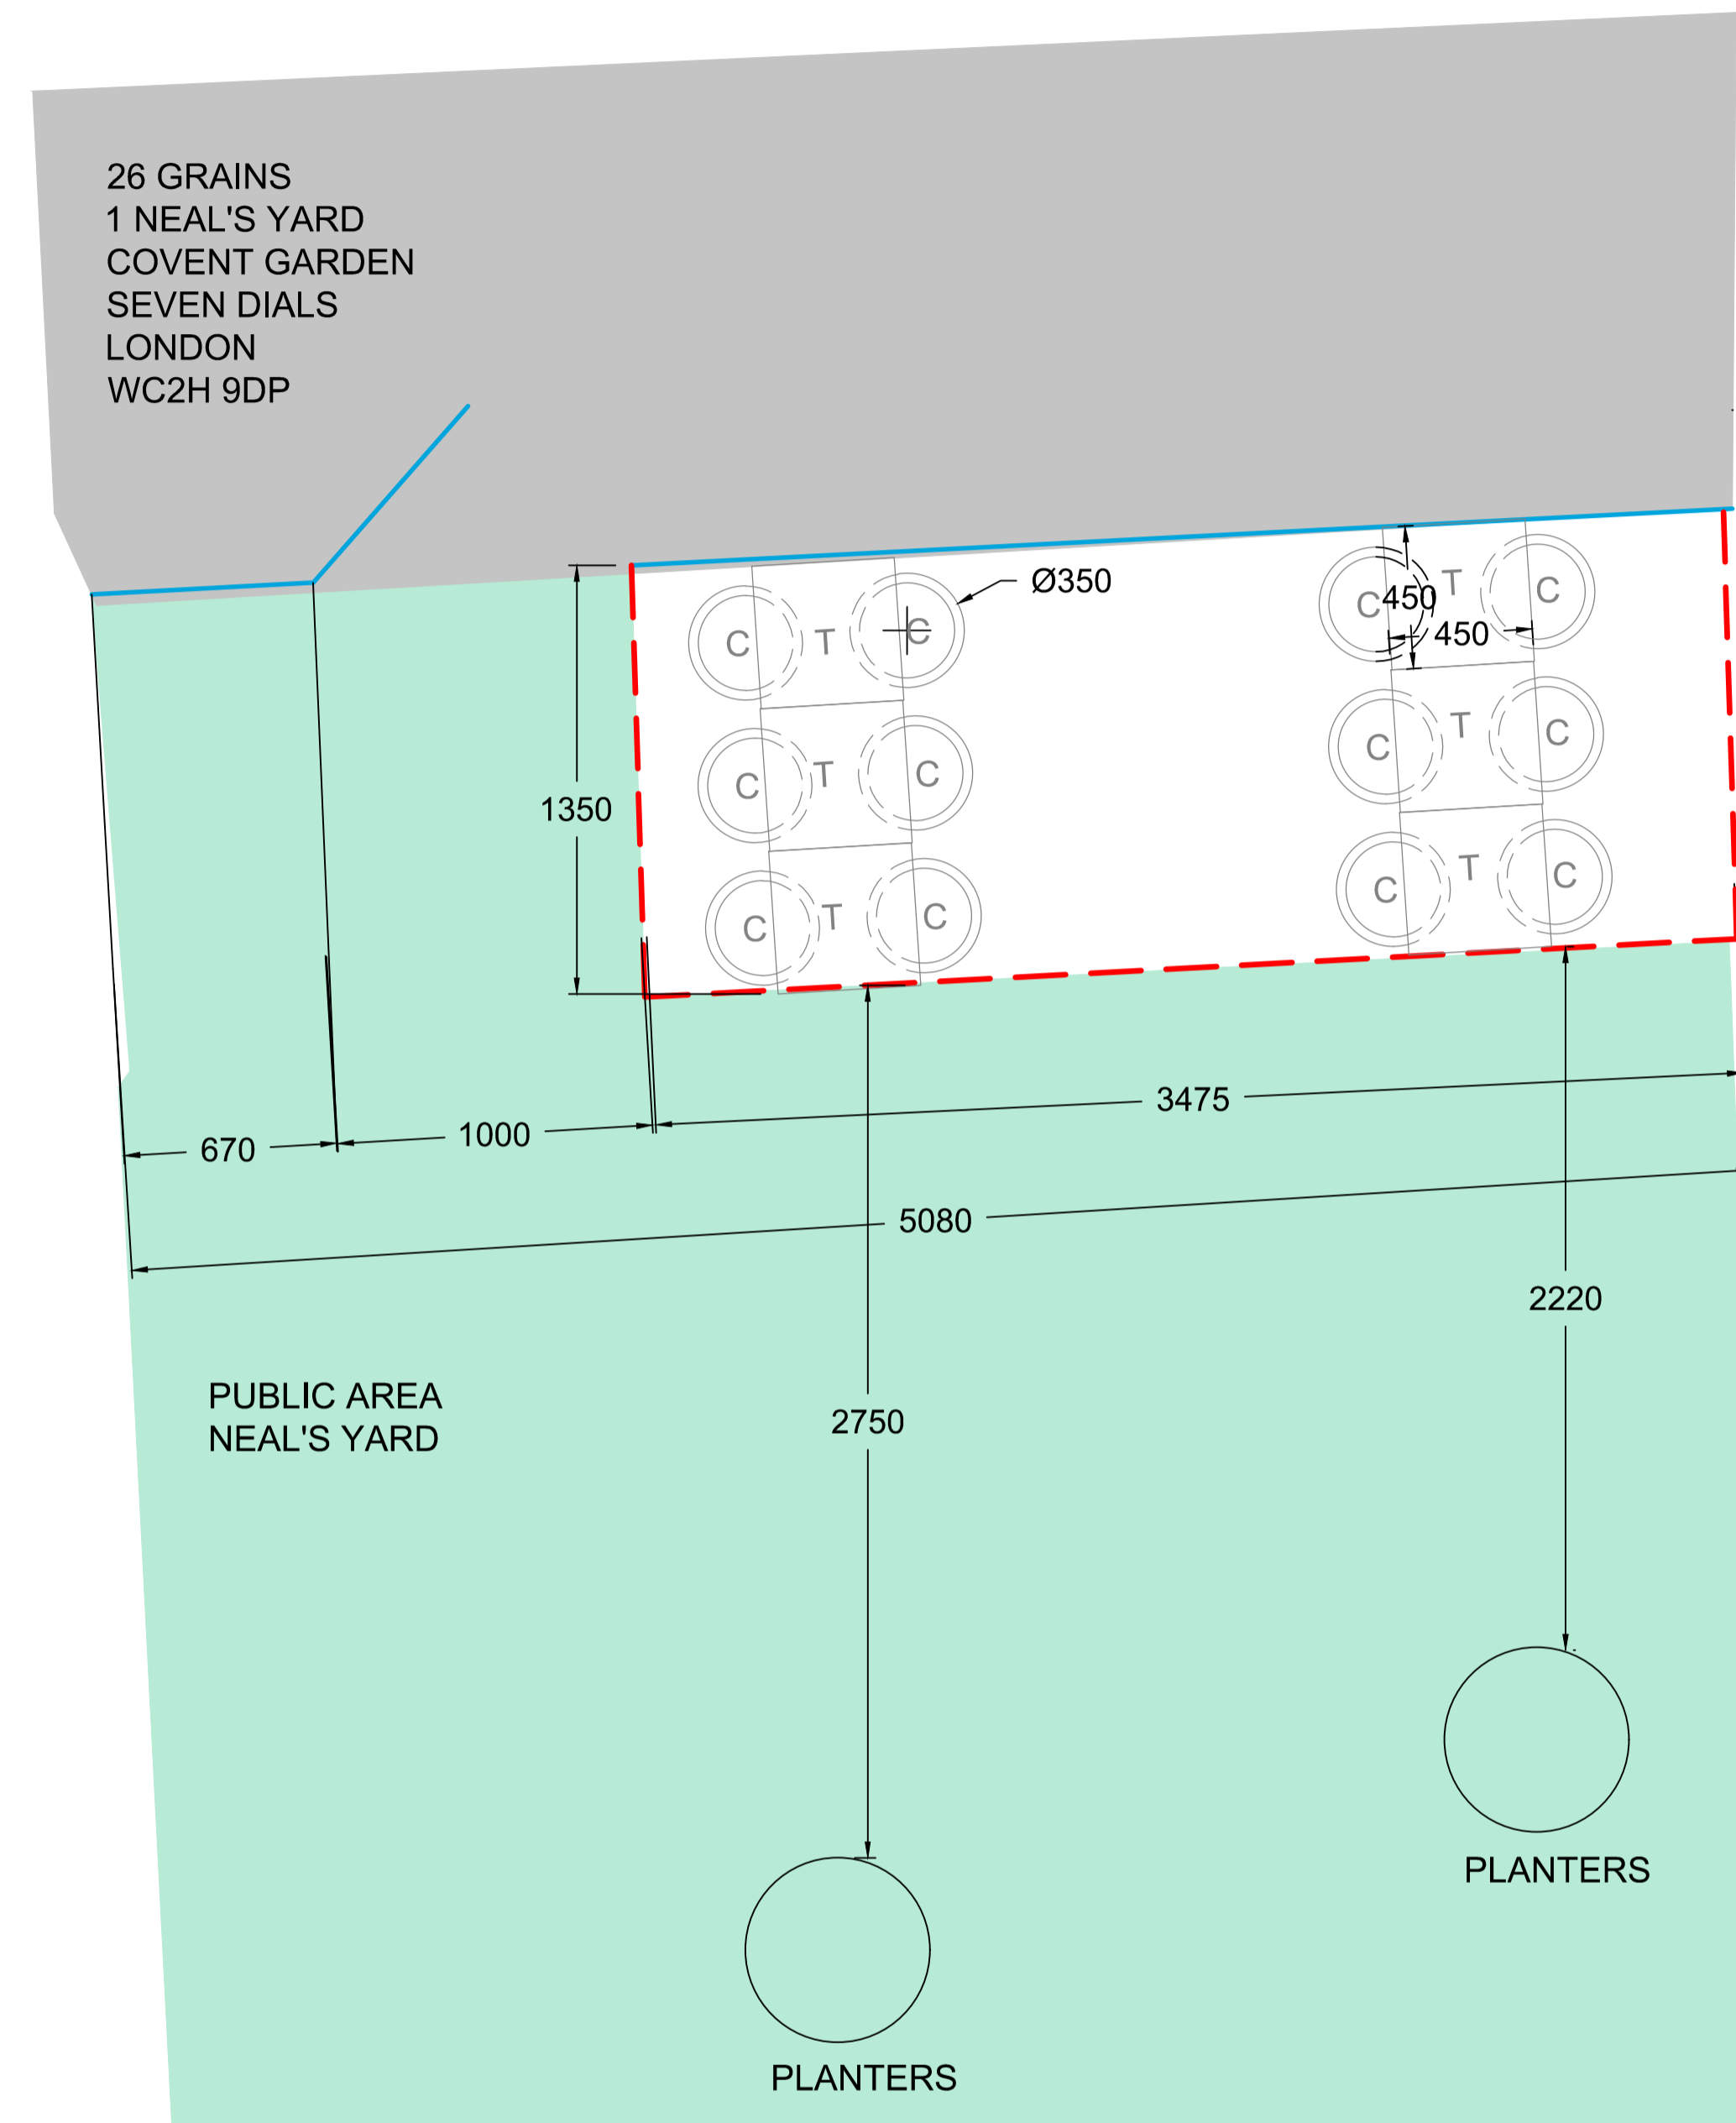 26 GRAINS
1 NEAL'S YARD
COVENT GARDEN
SEVEN DIALS
LONDON
WC2H 9DP
Ø350
C T C
C T C
450
450
C T C
C T C
1350
C T C
C T C
3475
670
1000
5080
2220
PUBLIC AREA
NEAL'S YARD
2750
PLANTERS
PLANTERS